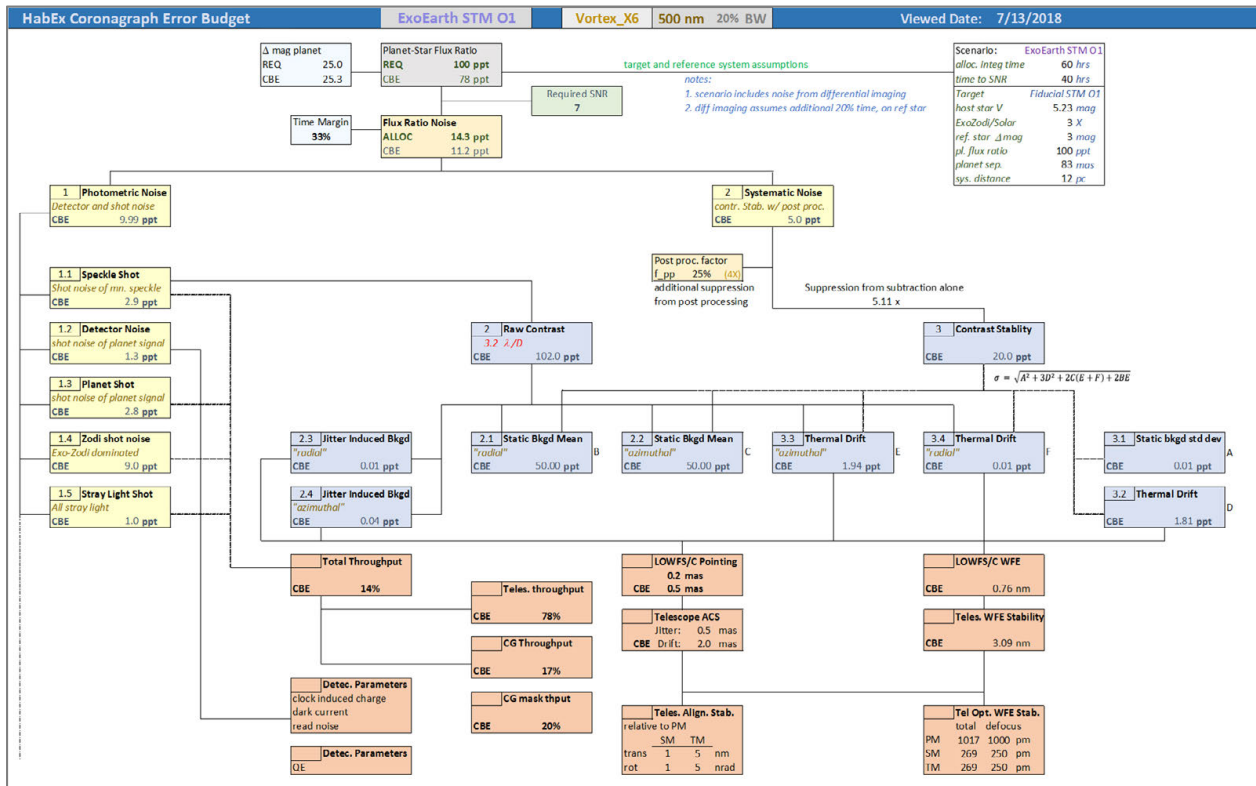 HabEx Coronagraph Error Budget ExoEarth STM O1 Vortex_X6 500 nm 20% BW Viewed Date: 7/13/2018
Δ mag planet
REQ 25.0
CBE 25.3
Planet-Star Flux Ratio
REQ 100 ppt
CBE 78 ppt
target and reference system assumptions
notes:
1. scenario includes noise from differential imaging
2. diff imaging assumes additional 20% time, on ref star
Scenario: ExoEarth STM O1
alloc. Integ time 60 hrs
time to SNR 40 hrs
Target Fiducial STM O1
host star V 5.23 mag
ExoZodi/Solar 3 X
ref. star Δmag 3 mag
pl. flux ratio 100 ppt
planet sep. 83 mas
sys. distance 12 pc
Required SNR
7
Time Margin
33%
Flux Ratio Noise
ALLOC 14.3 ppt
CBE 11.2 ppt
1 Photometric Noise
Detector and shot noise
CBE 9.99 ppt
2 Systematic Noise
contr. Stab. w/ post proc.
CBE 5.0 ppt
Post proc. factor
f_pp 25% (4X)
additional suppression
from post processing
Suppression from subtraction alone
5.11 x
1.1 Speckle Shot
Shot noise of mn. speckle
CBE 2.9 ppt
1.2 Detector Noise
shot noise of planet signal
CBE 1.3 ppt
1.3 Planet Shot
shot noise of planet signal
CBE 2.8 ppt
1.4 Zodi shot noise
Exo-Zodi dominated
CBE 9.0 ppt
1.5 Stray Light Shot
All stray light
CBE 1.0 ppt
2 Raw Contrast
3.2 λ/D
CBE 102.0 ppt
3 Contrast Stablity
CBE 20.0 ppt
σ = √A² + 3D² + 2C(E + F) + 2BE
2.3 Jitter Induced Bkgd
"radial"
CBE 0.01 ppt
2.4 Jitter Induced Bkgd
"azimuthal"
CBE 0.04 ppt
2.1 Static Bkgd Mean
"radial" B
CBE 50.00 ppt
2.2 Static Bkgd Mean
"azimuthal" C
CBE 50.00 ppt
3.3 Thermal Drift
"azimuthal" E
CBE 1.94 ppt
3.4 Thermal Drift
"radial" F
CBE 0.01 ppt
3.1 Static bkgd std dev
A
CBE 0.01 ppt
3.2 Thermal Drift
D
CBE 1.81 ppt
Total Throughput
CBE 14%
Teles. throughput
CBE 78%
CG Throughput
CBE 17%
CG mask thput
CBE 20%
Detec. Parameters
clock induced charge
dark current
read noise
Detec. Parameters
QE
LOWFS/C Pointing
0.2 mas
CBE 0.5 mas
Telescope ACS
Jitter: 0.5 mas
CBE Drift: 2.0 mas
Teles. Align. Stab.
relative to PM
SM TM
trans 1 5 nm
rot 1 5 nrad
LOWFS/C WFE
CBE 0.76 nm
Teles. WFE Stability
CBE 3.09 nm
Tel Opt. WFE Stab.
total defocus
PM 1017 1000 pm
SM 269 250 pm
TM 269 250 pm